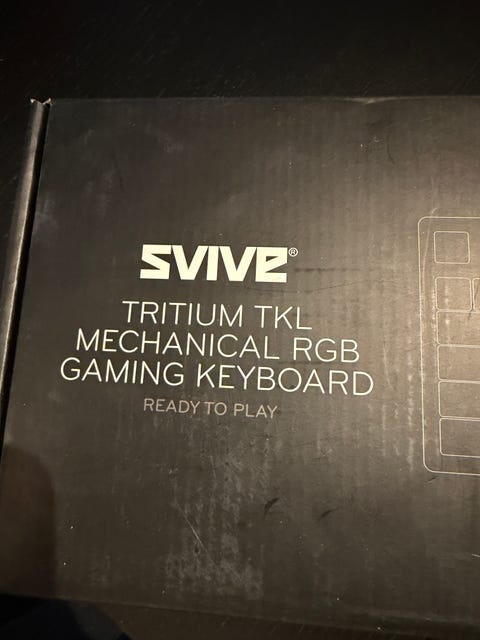 SVIVE®
TRITIUM TKL
MECHANICAL RGB
GAMING KEYBOARD
READY TO PLAY